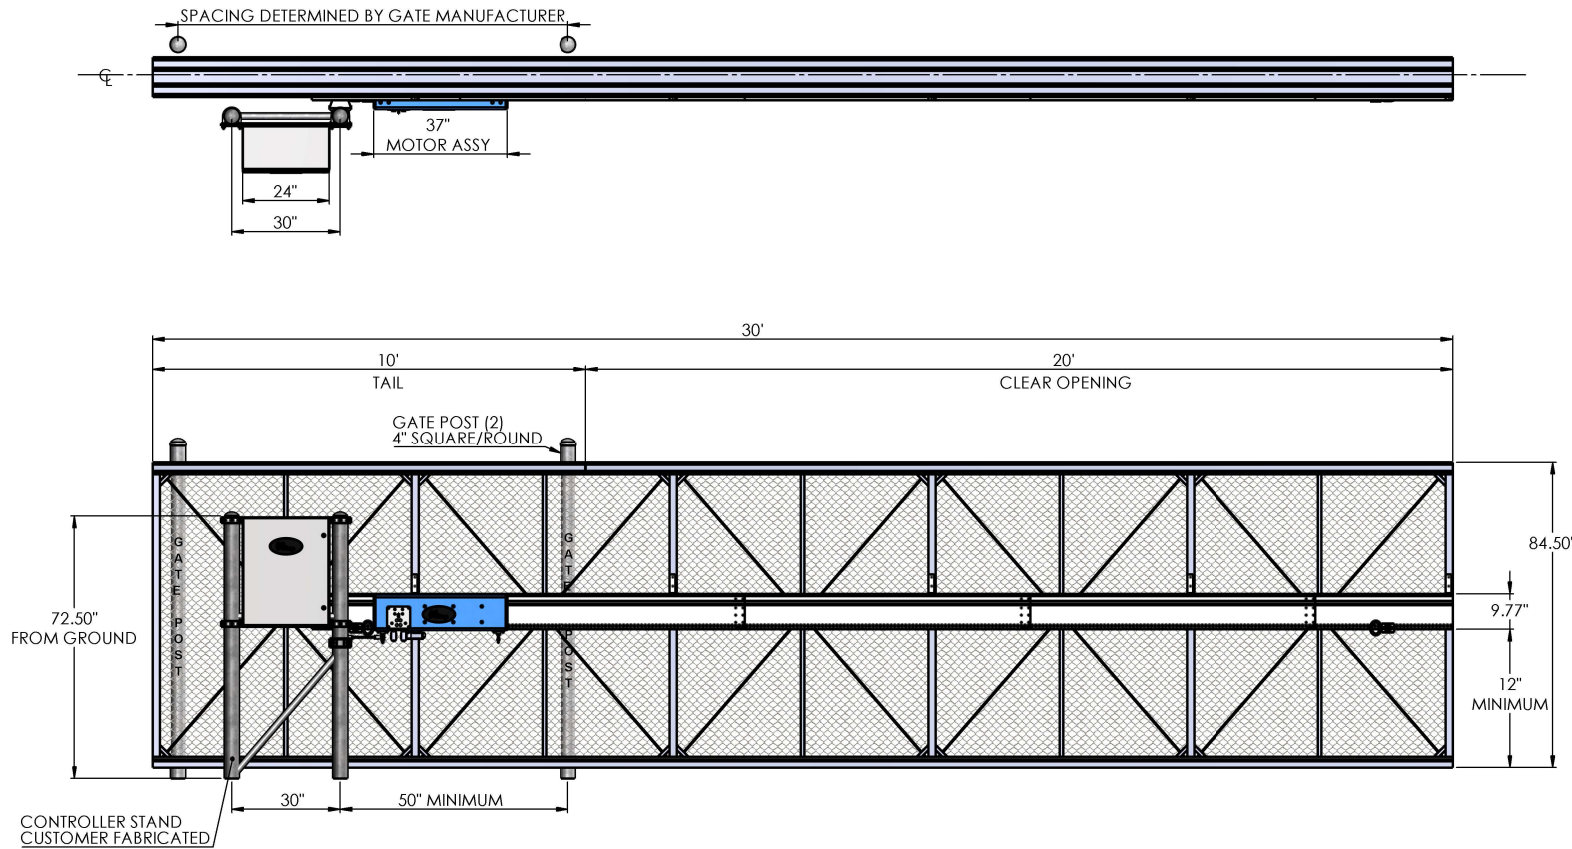 SPACING DETERMINED BY GATE MANUFACTURER
℄
37"
MOTOR ASSY
24"
30"
30'
10'
20'
TAIL
CLEAR OPENING
GATE POST (2)
4" SQUARE/ROUND
GATE POST
GATE POST
84.50'
9.77"
72.50"
FROM GROUND
12"
MINIMUM
30"
50" MINIMUM
CONTROLLER STAND
CUSTOMER FABRICATED